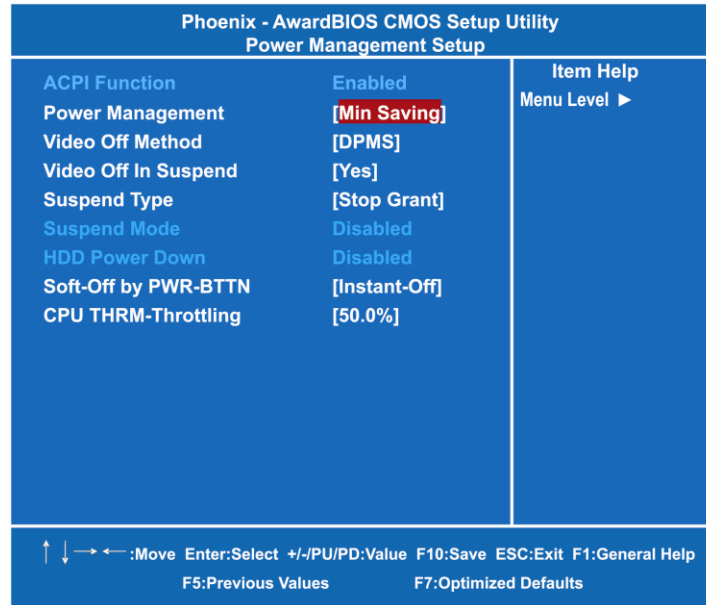 Phoenix - AwardBIOS CMOS Setup Utility
Power Management Setup
ACPI Function Enabled
Power Management [Min Saving]
Video Off Method [DPMS]
Video Off In Suspend [Yes]
Suspend Type [Stop Grant]
Suspend Mode Disabled
HDD Power Down Disabled
Soft-Off by PWR-BTTN [Instant-Off]
CPU THRM-Throttling [50.0%]
Item Help
Menu Level ►
↑ ↓ → ← :Move Enter:Select +/-/PU/PD:Value F10:Save ESC:Exit F1:General Help
F5:Previous Values F7:Optimized Defaults